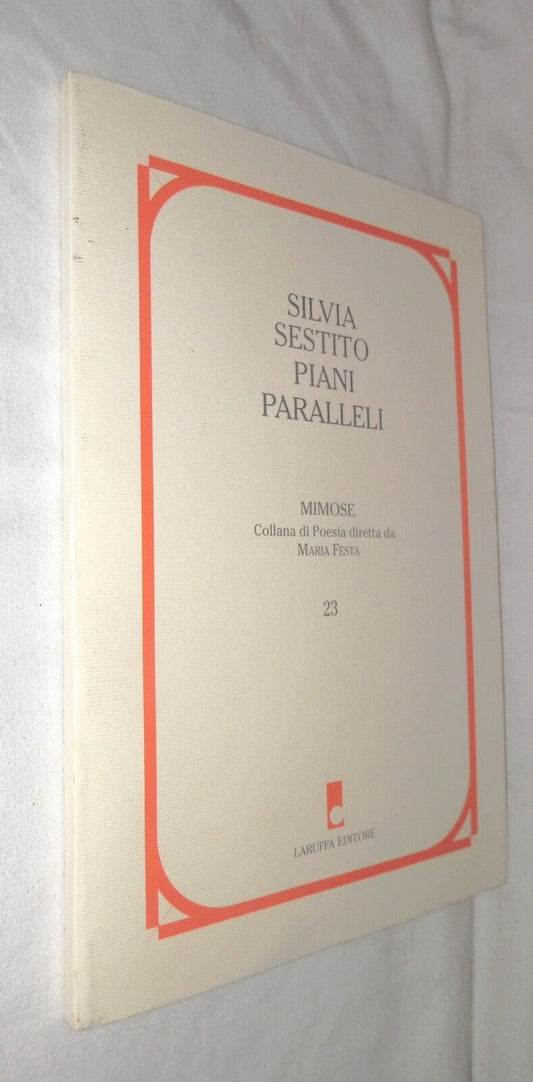 SILVIA
SESTITO
PIANI
PARALLELI
MIMOSE
Collana di Poesia diretta da
MARIA FESTA
23
LARUFFA EDITORE